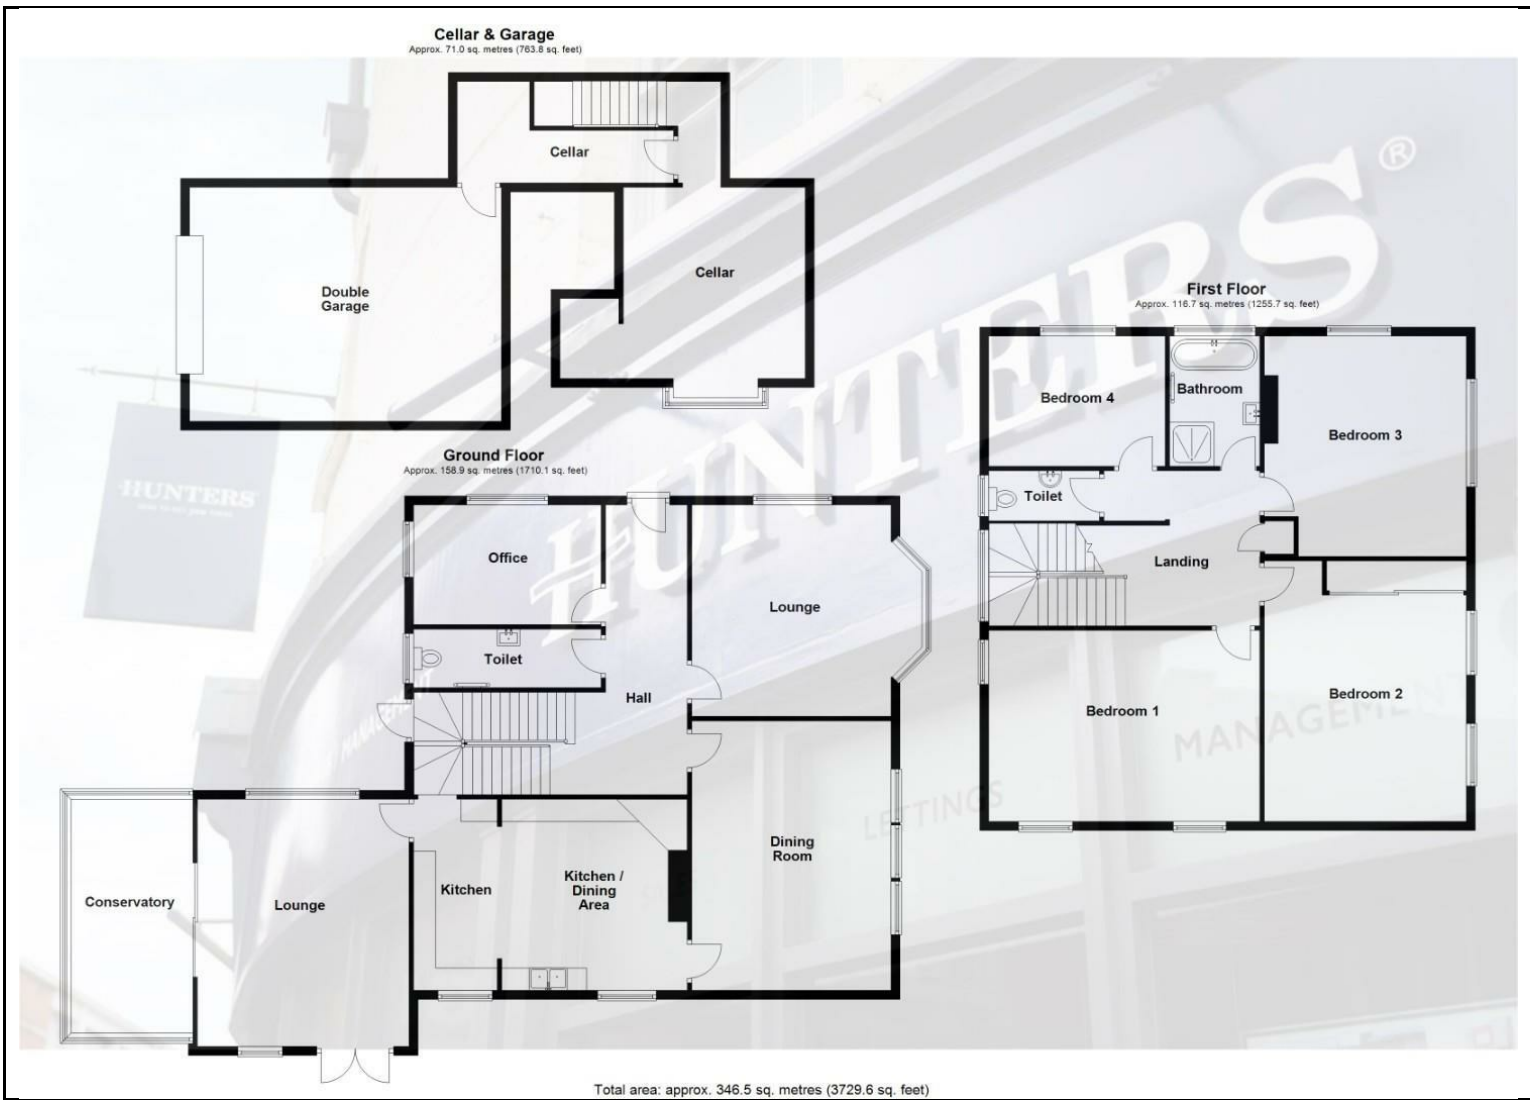 Cellar & Garage
Approx. 71.0 sq. metres (763.8 sq. feet)
Cellar
Double
Garage
Cellar
Ground Floor
Approx. 158.9 sq. metres (1710.1 sq. feet)
Office
Toilet
Hall
Lounge
Dining
Room
Kitchen /
Dining
Area
Kitchen
Lounge
Conservatory
First Floor
Approx. 116.7 sq. metres (1255.7 sq. feet)
Bedroom 4
Bathroom
Bedroom 3
Toilet
Landing
Bedroom 1
Bedroom 2
Total area: approx. 346.5 sq. metres (3729.6 sq. feet)
HUNTERS®
HUNTERS
MANAGEMENT
LETTINGS
MANAGEMENT